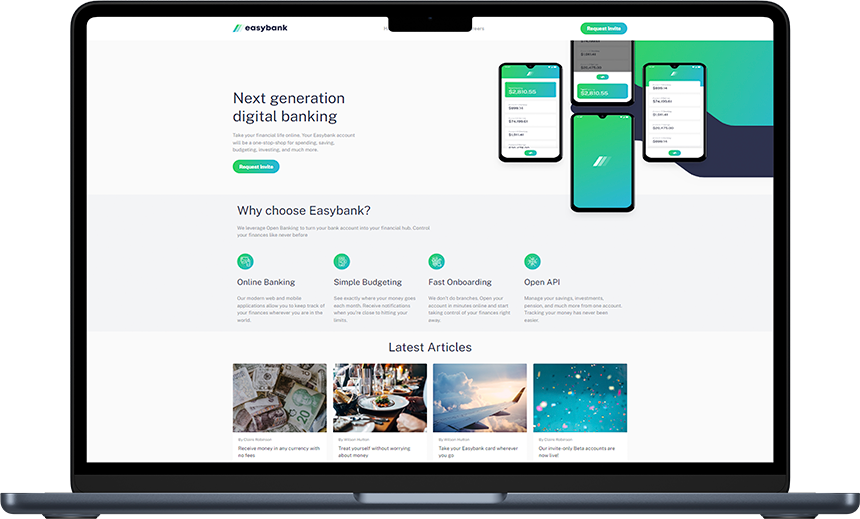 easybank
Request Invite
Next generation
digital banking
Take your financial life online. Your Easybank account
will be a one-stop-shop for spending, saving,
budgeting, investing, and much more.
Request Invite
$2,810.55
$2,810.55
Why choose Easybank?
We leverage Open Banking to turn your bank account into your financial hub. Control
your finances like never before
Online Banking
Our modern web and mobile
applications allow you to keep track of
your finances wherever you are in the
world.
Simple Budgeting
See exactly where your money goes
each month. Receive notifications
when you're close to hitting your
limits.
Fast Onboarding
We don't do branches. Open your
account in minutes online and start
taking control of your finances right
away.
Open API
Manage your savings, investments,
pension, and much more from one account.
Tracking your money has never been
easier.
Latest Articles
By Claire Robinson
Receive money in any currency with
no fees
By Wilson Hutton
Treat yourself without worrying
about money
By Wilson Hutton
Take your Easybank card wherever
you go
By Claire Robinson
Our invite-only Beta accounts are
now live!